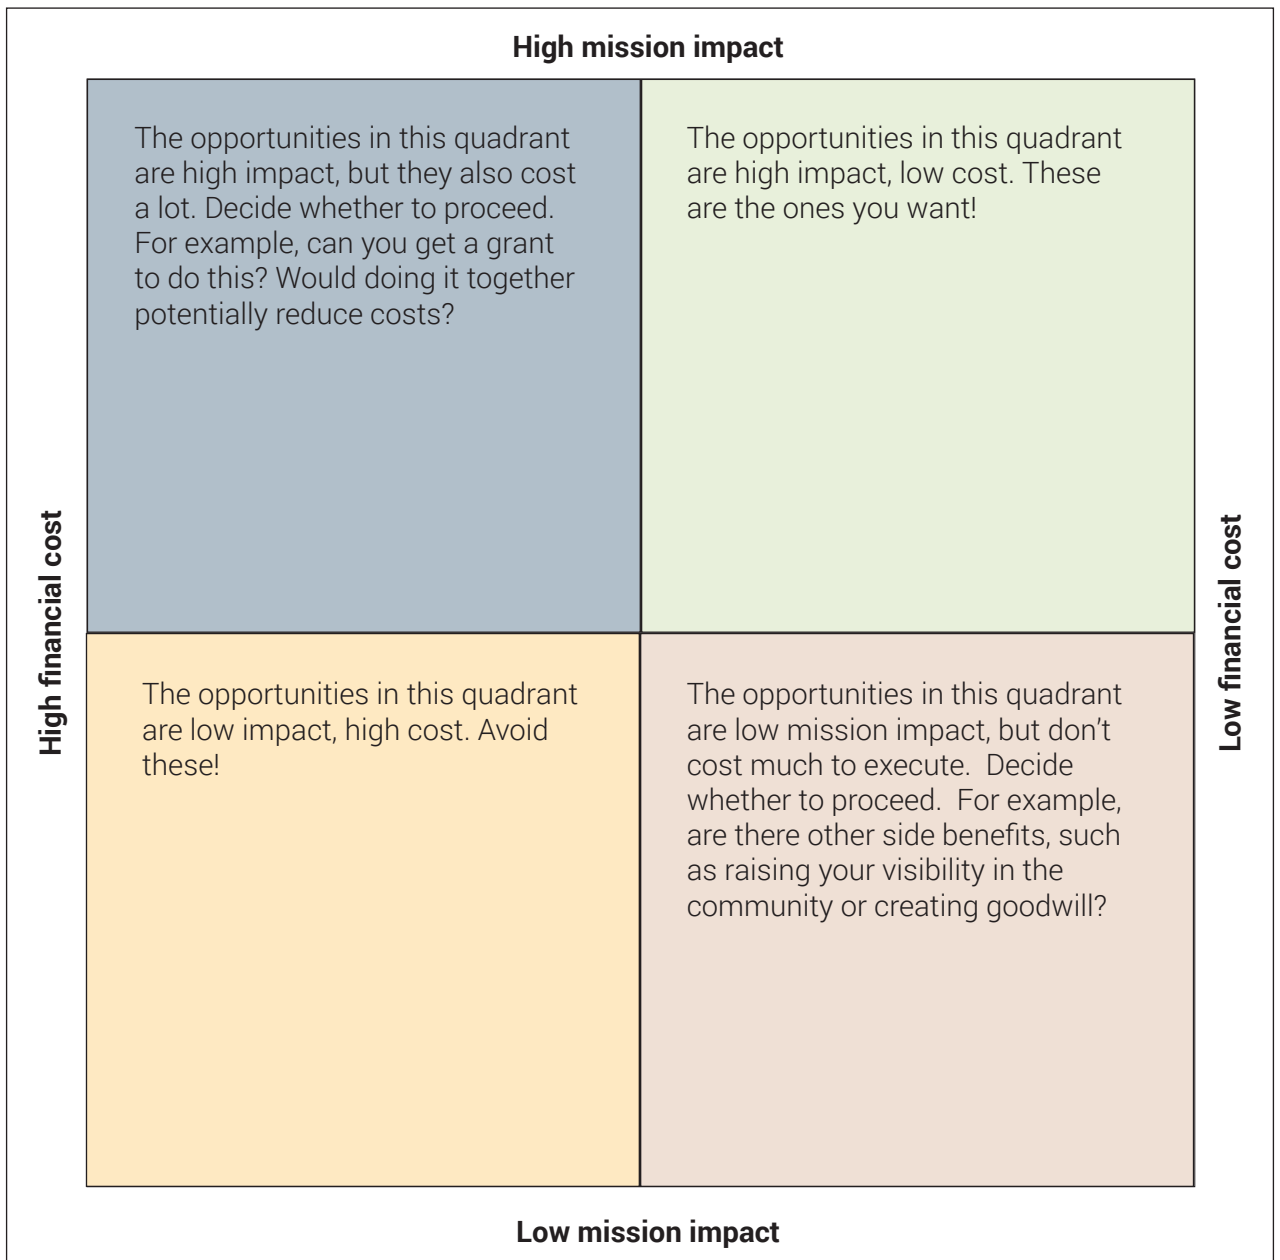 High mission impact
The opportunities in this quadrant
are high impact, but they also cost
a lot. Decide whether to proceed.
For example, can you get a grant
to do this? Would doing it together
potentially reduce costs?
The opportunities in this quadrant
are high impact, low cost. These
are the ones you want!
High financial cost
Low financial cost
The opportunities in this quadrant
are low impact, high cost. Avoid
these!
The opportunities in this quadrant
are low mission impact, but don’t
cost much to execute.  Decide
whether to proceed.  For example,
are there other side benefits, such
as raising your visibility in the
community or creating goodwill?
Low mission impact